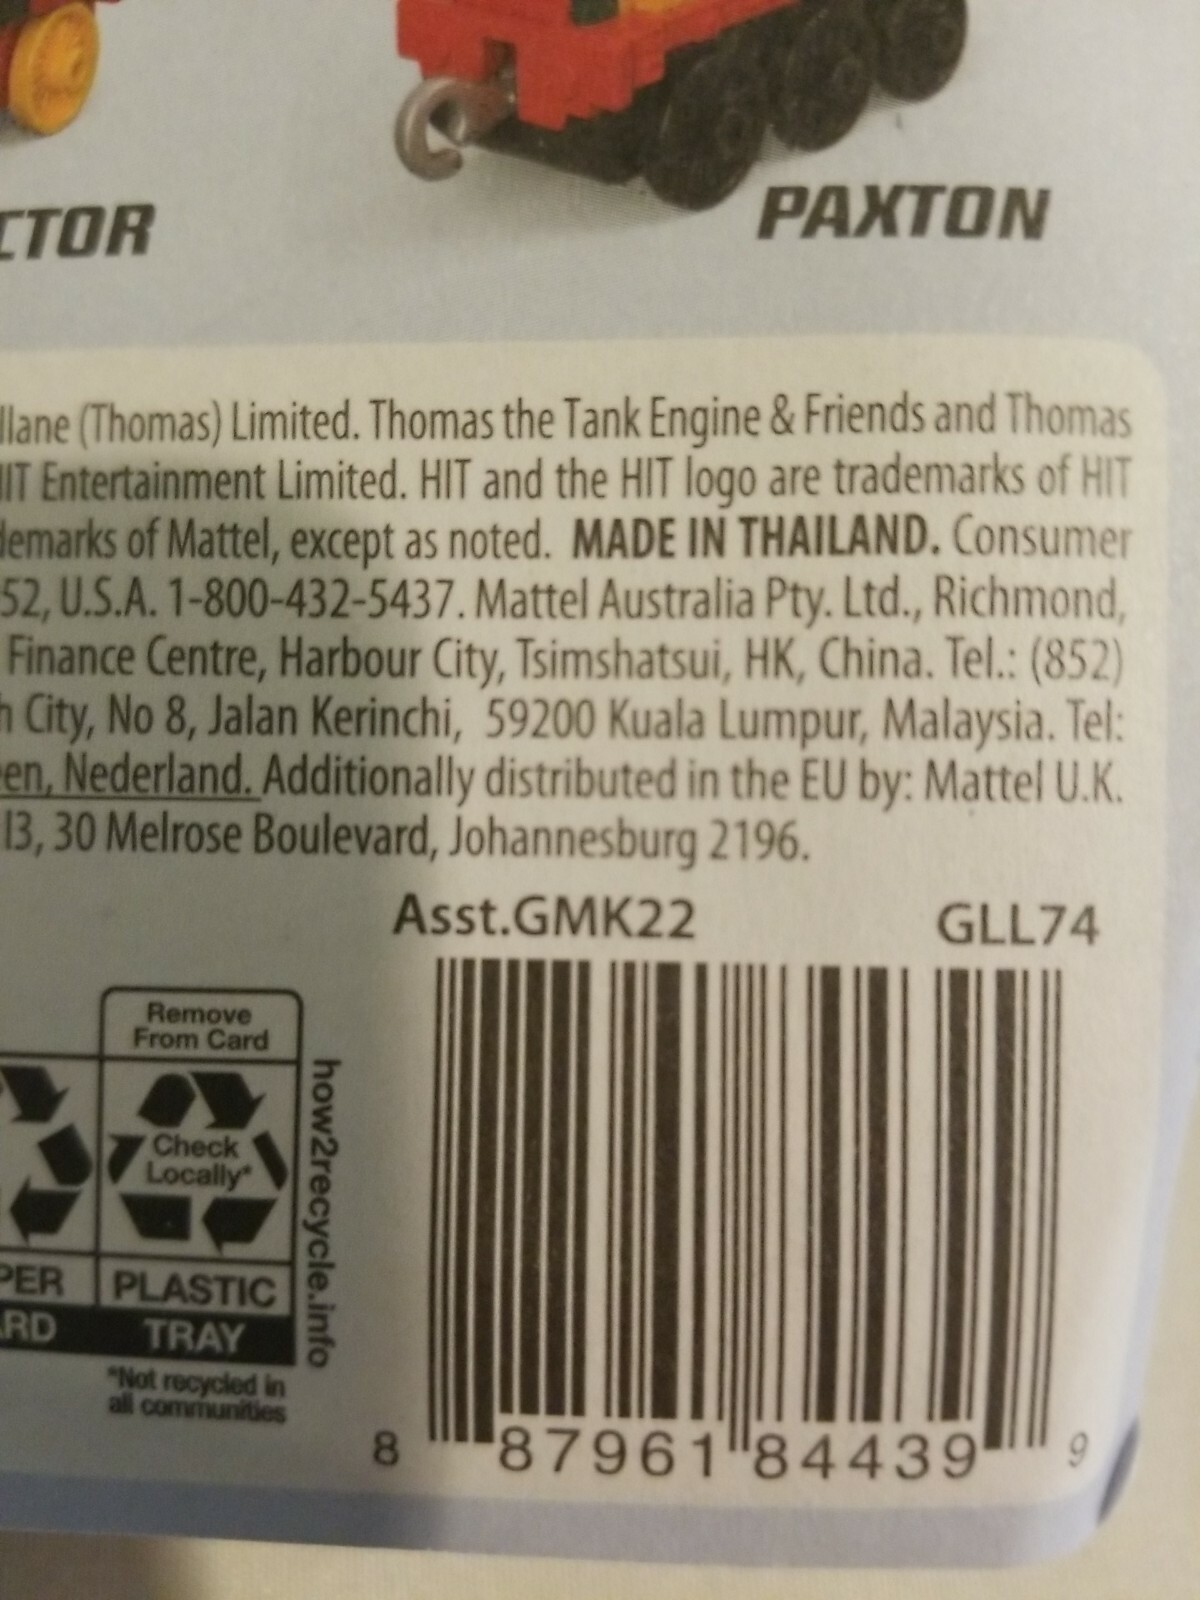 CTOR
PAXTON
llane (Thomas) Limited. Thomas the Tank Engine & Friends and Thomas
HIT Entertainment Limited. HIT and the HIT logo are trademarks of HIT
demarks of Mattel, except as noted. MADE IN THAILAND. Consumer
52, U.S.A. 1-800-432-5437. Mattel Australia Pty. Ltd., Richmond,
Finance Centre, Harbour City, Tsimshatsui, HK, China. Tel.: (852)
h City, No 8, Jalan Kerinchi, 59200 Kuala Lumpur, Malaysia. Tel:
een, Nederland. Additionally distributed in the EU by: Mattel U.K.
I3, 30 Melrose Boulevard, Johannesburg 2196.
Asst.GMK22 GLL74
Remove
From Card
Check
Locally*
PER PLASTIC
ARD TRAY
*Not recycled in
all communities
how2recycle.info
8 87961 84439 9